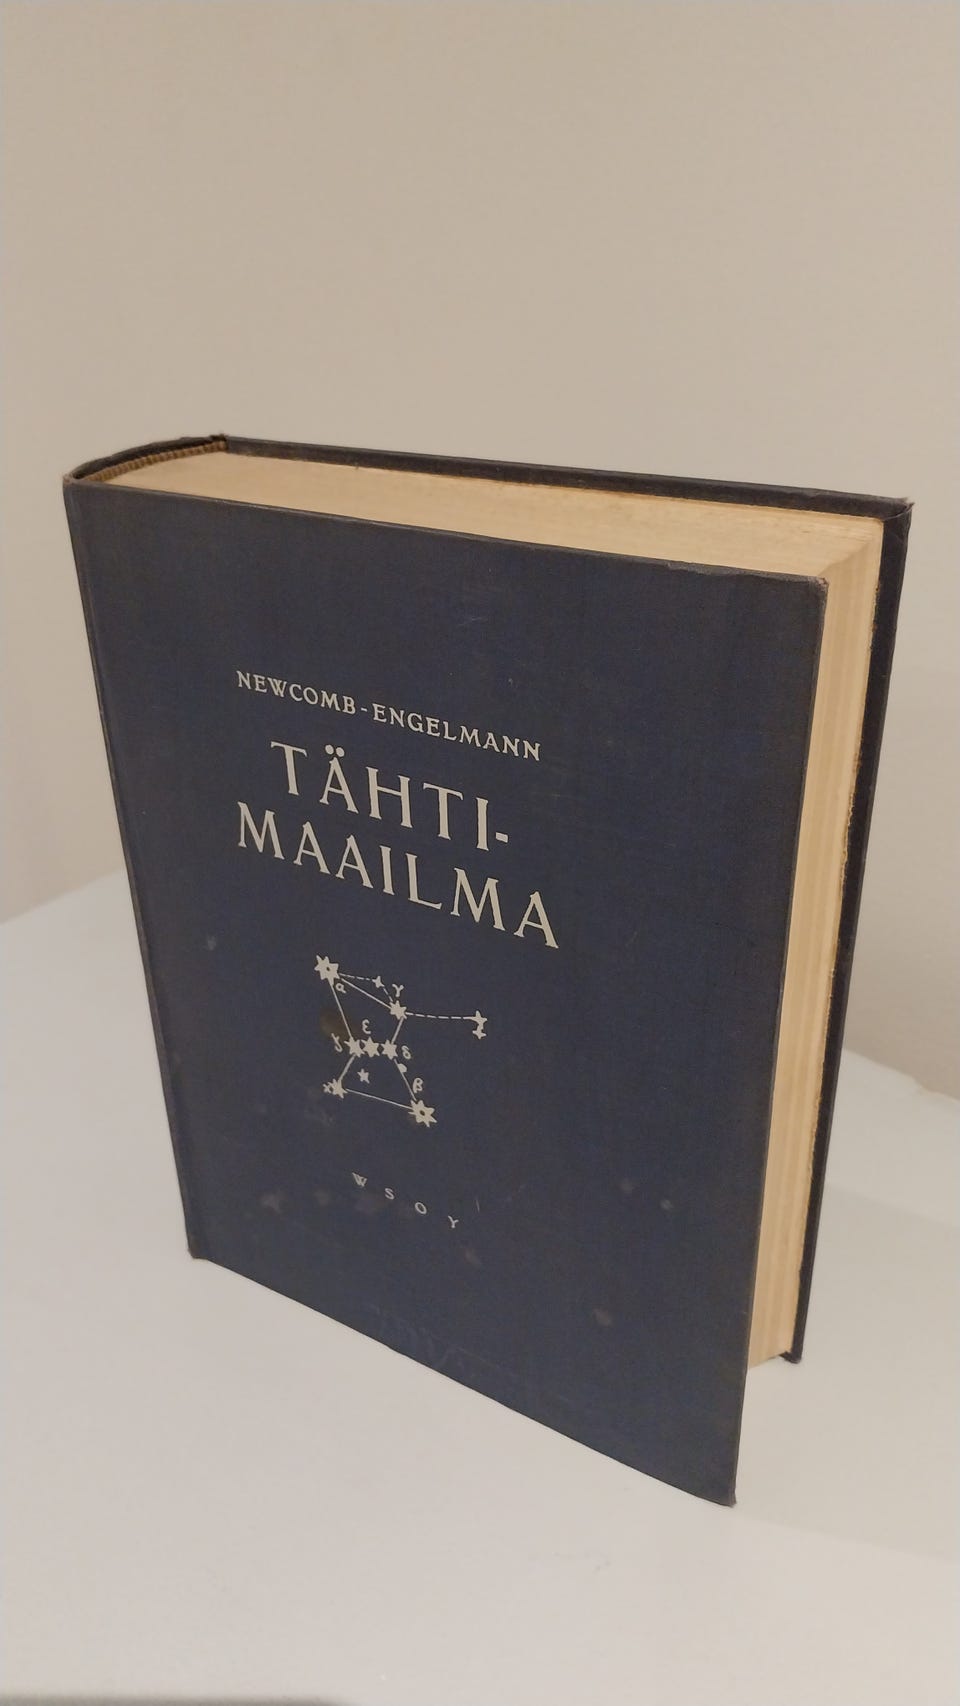 NEWCOMB-ENGELMANN
TÄHTI-
MAAILMA
α
γ
ε
δ
β
WSOY